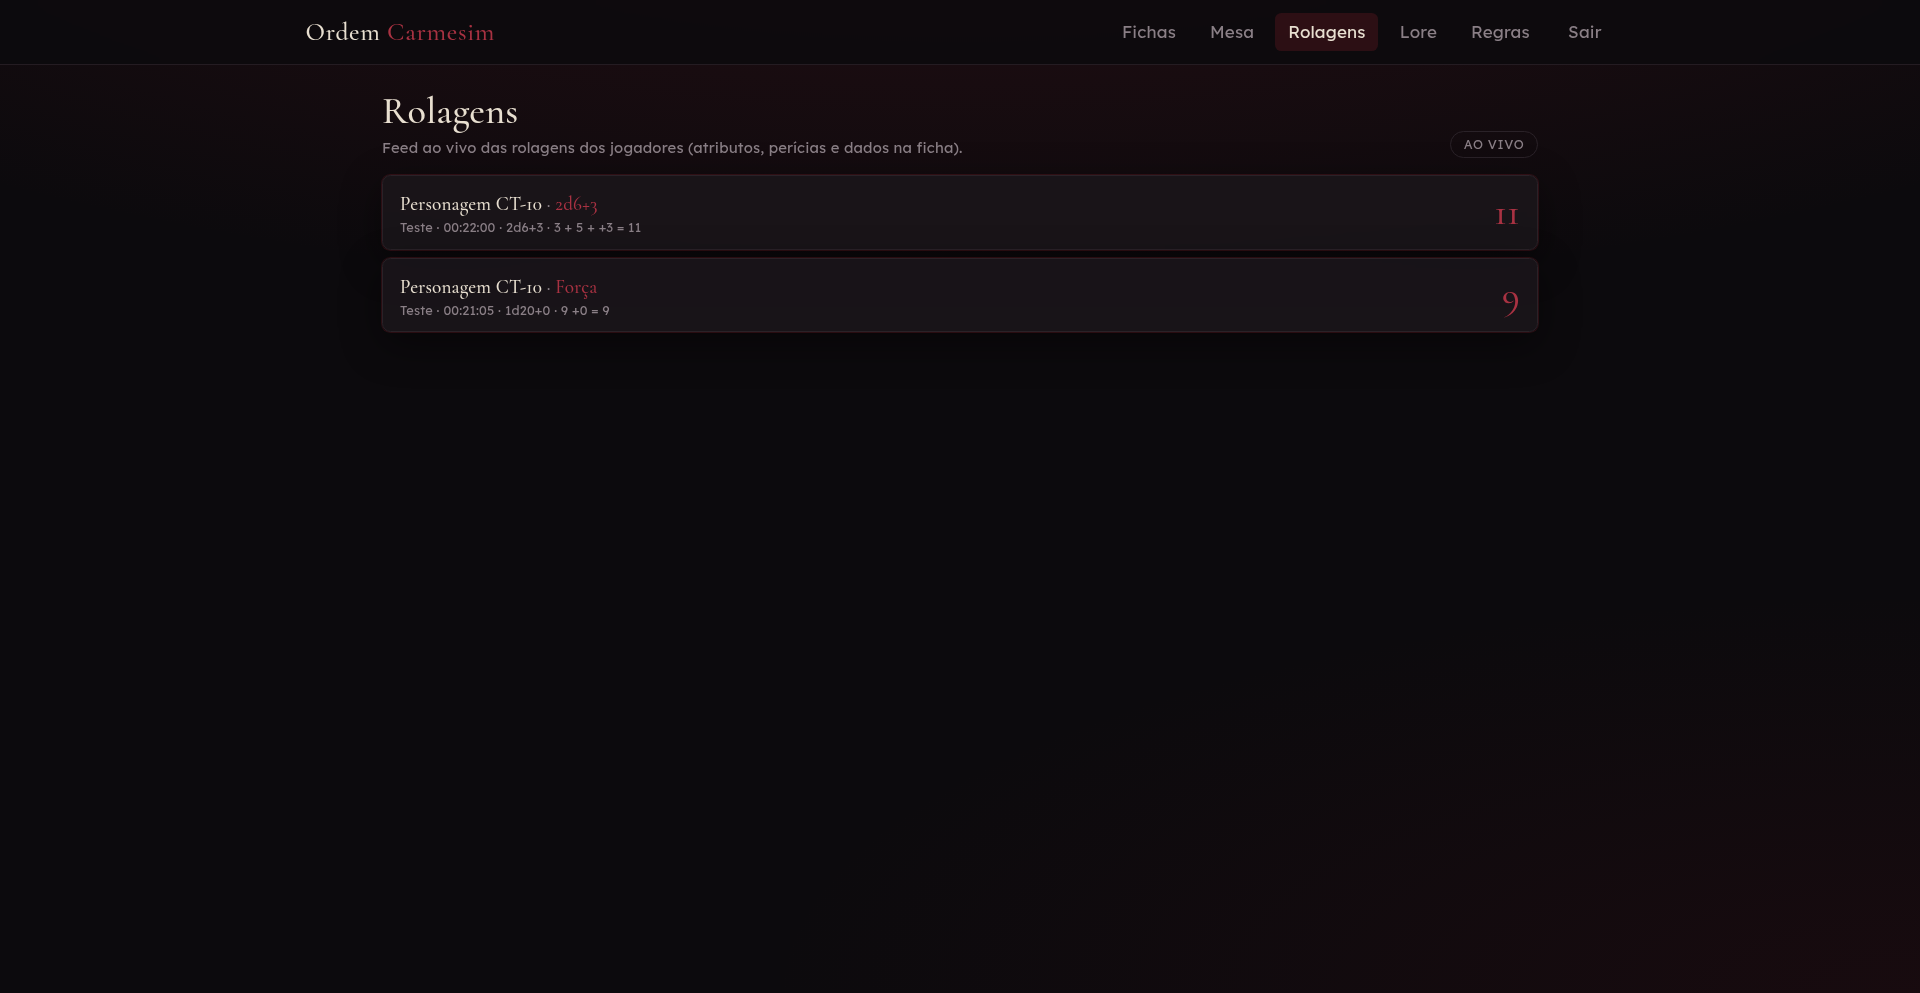 Ordem Carmesim
Fichas Mesa Rolagens Lore Regras Sair
Rolagens
Feed ao vivo das rolagens dos jogadores (atributos, perícias e dados na ficha).
AO VIVO
Personagem CT-10 · 2d6+3
Teste · 00:22:00 · 2d6+3 · 3 + 5 + +3 = 11
11
Personagem CT-10 · Força
Teste · 00:21:05 · 1d20+0 · 9 +0 = 9
9